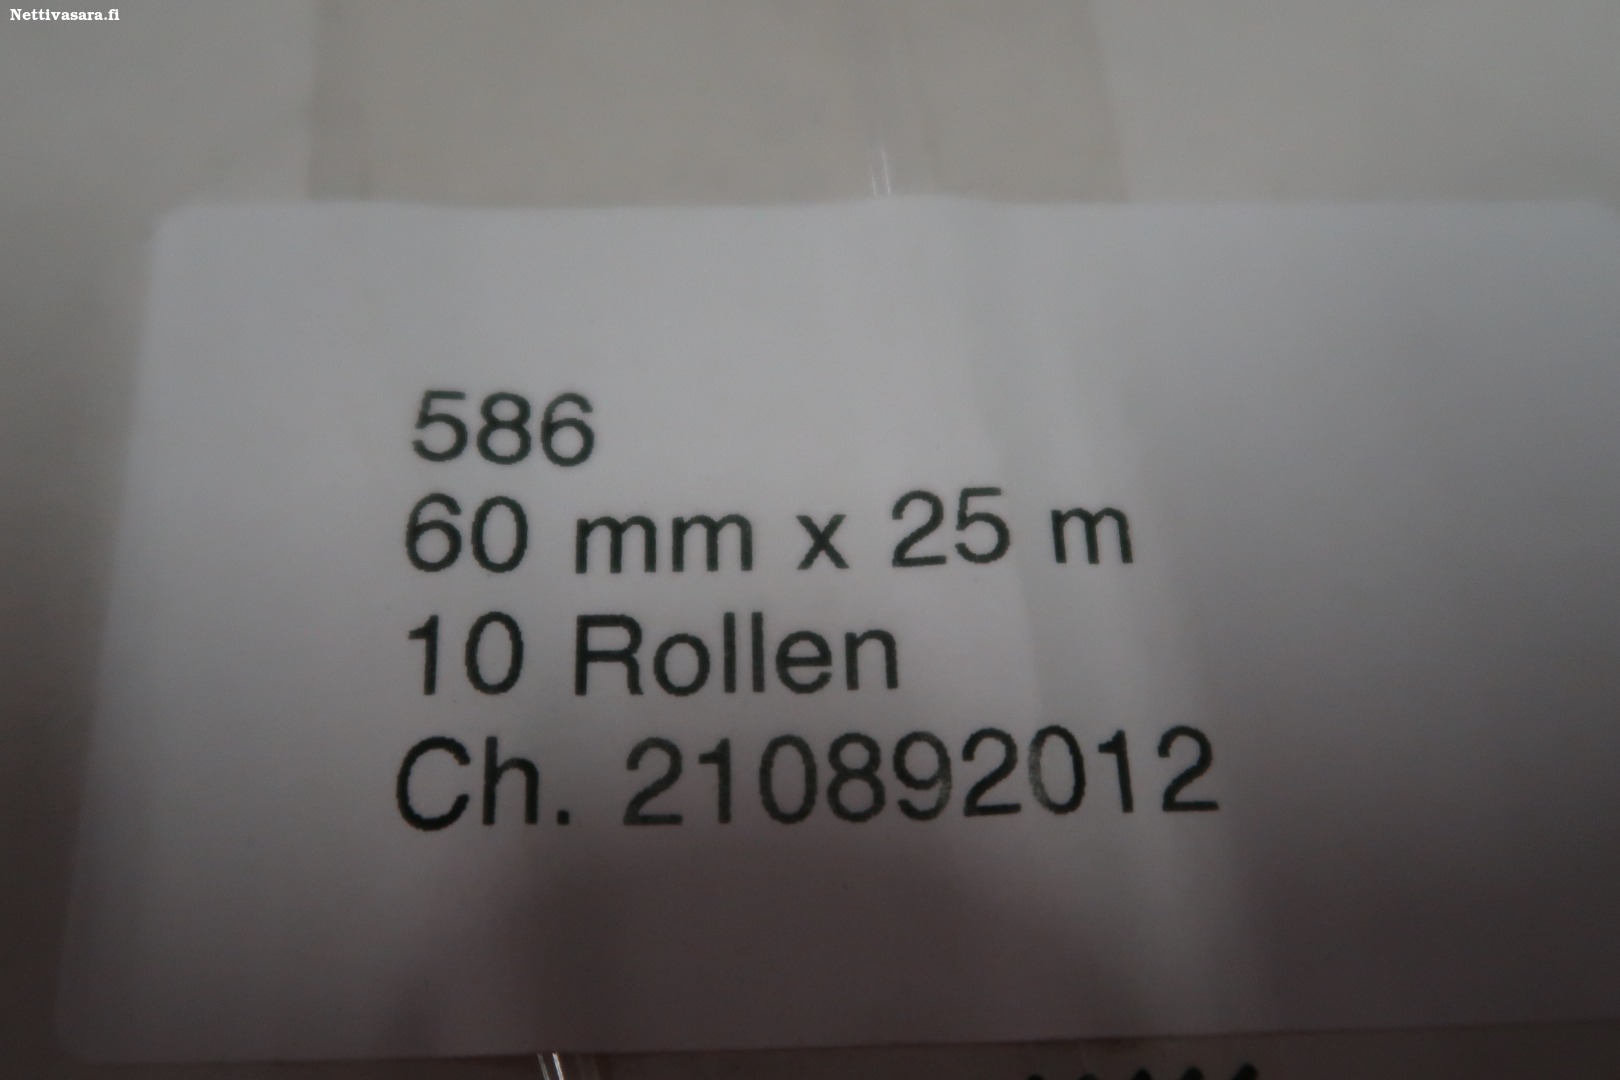 Nettivasara.fi
586
60 mm x 25 m
10 Rollen
Ch. 210892012